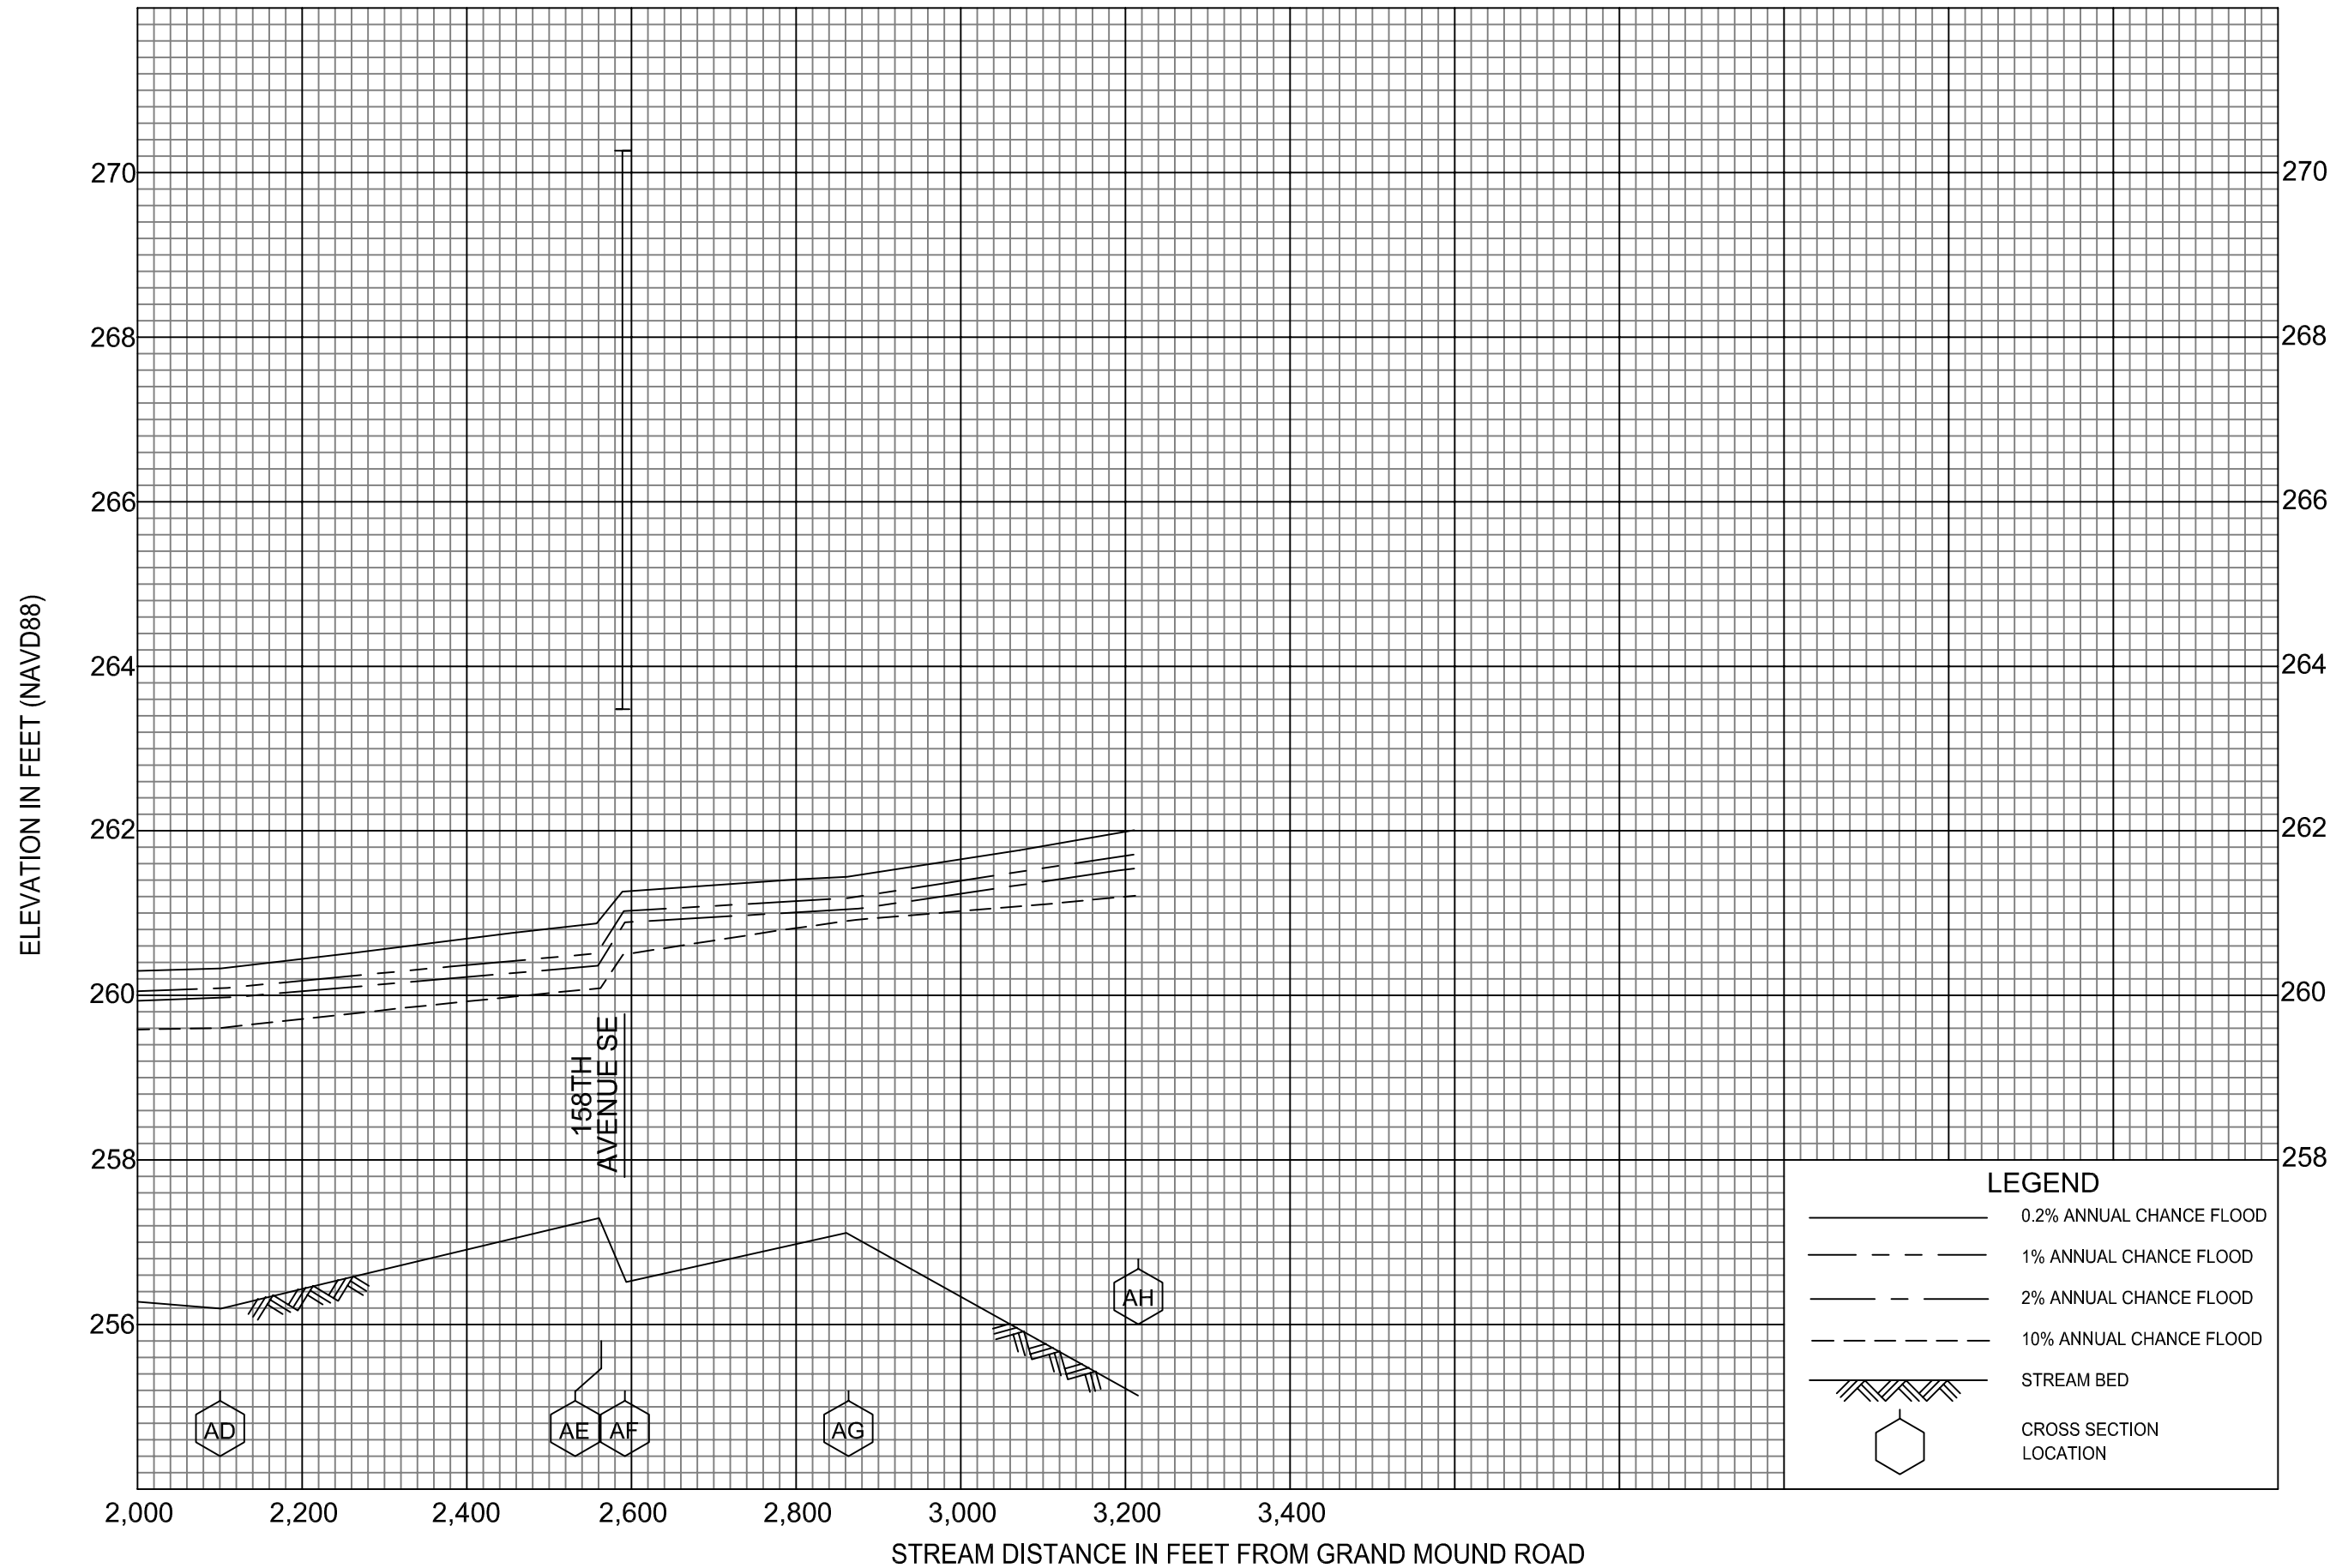 ELEVATION IN FEET (NAVD88)
270
268
266
264
262
260
258
256
270
268
266
264
262
260
258
158TH
AVENUE SE
AD
AE
AF
AG
AH
LEGEND
0.2% ANNUAL CHANCE FLOOD
1% ANNUAL CHANCE FLOOD
2% ANNUAL CHANCE FLOOD
10% ANNUAL CHANCE FLOOD
STREAM BED
CROSS SECTION
LOCATION
2,000 2,200 2,400 2,600 2,800 3,000 3,200 3,400
STREAM DISTANCE IN FEET FROM GRAND MOUND ROAD